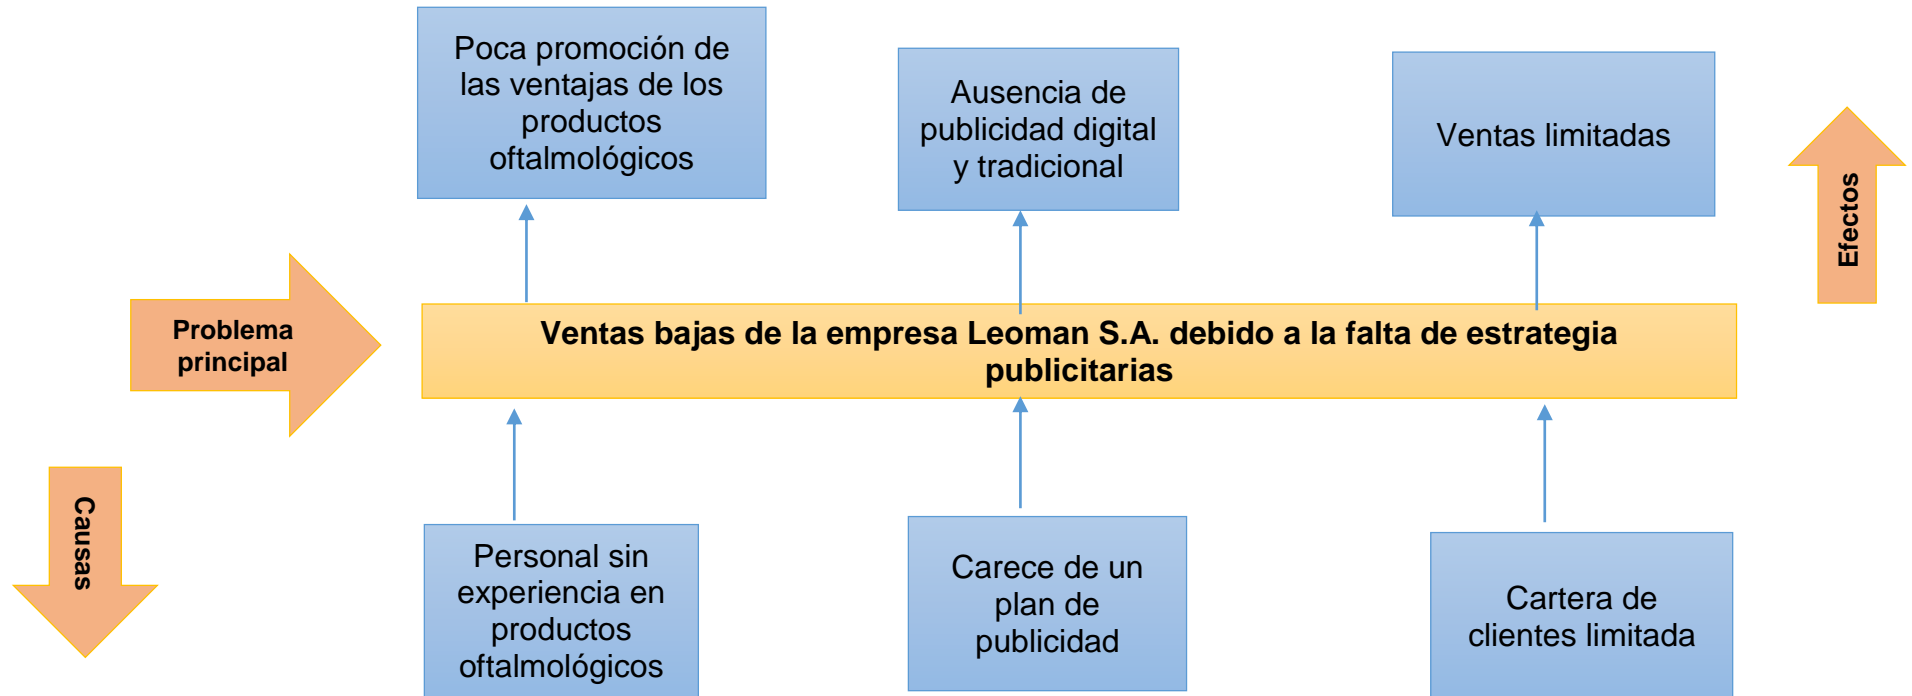 Poca promoción de
las ventajas de los
productos
oftalmológicos
Ausencia de
publicidad digital
y tradicional
Ventas limitadas
Efectos
Problema
principal
Ventas bajas de la empresa Leoman S.A. debido a la falta de estrategia
publicitarias
Causas
Personal sin
experiencia en
productos
oftalmológicos
Carece de un
plan de
publicidad
Cartera de
clientes limitada